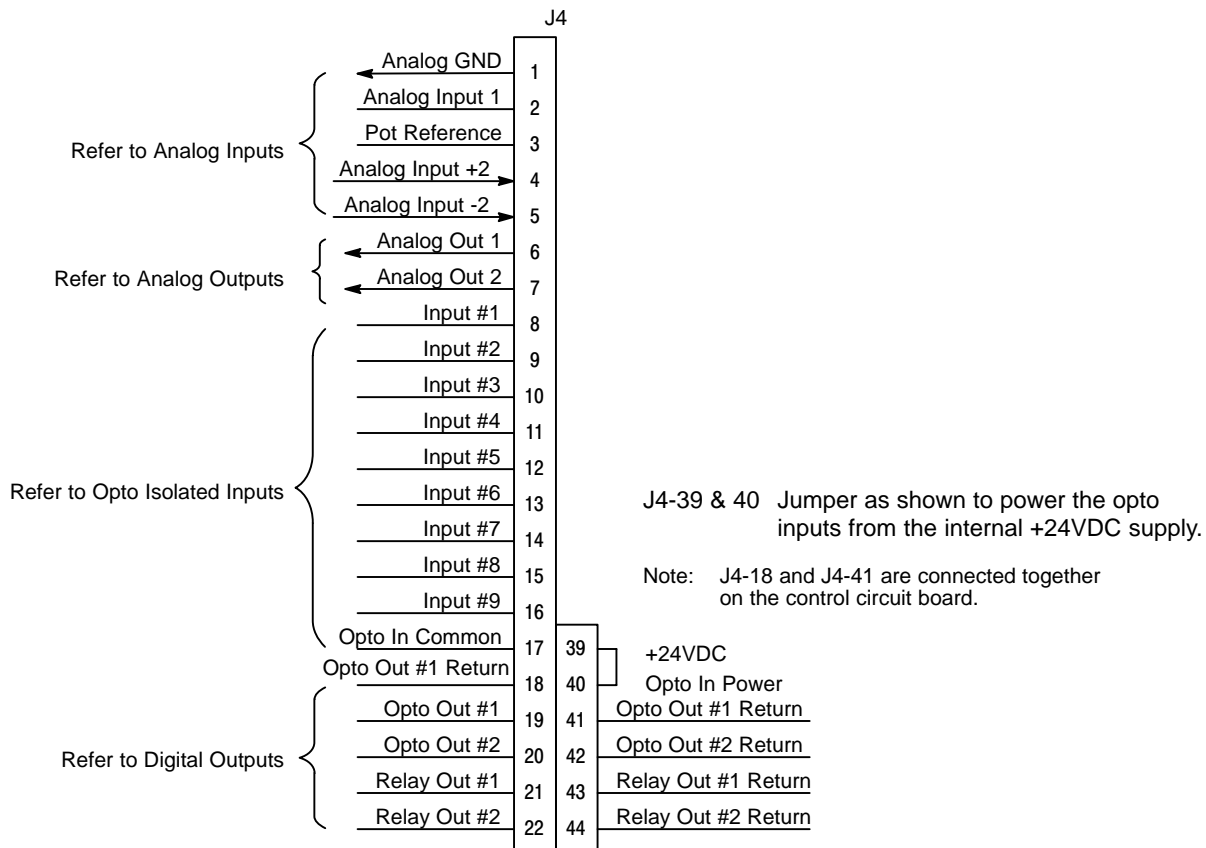 J4
Analog GND 1
Analog Input 1 2
Pot Reference 3
Refer to Analog Inputs
Analog Input +2 4
Analog Input -2 5
Analog Out 1 6
Refer to Analog Outputs
Analog Out 2 7
Input #1 8
Input #2 9
Input #3 10
Input #4 11
Input #5 12
Refer to Opto Isolated Inputs
Input #6 13
Input #7 14
Input #8 15
Input #9 16
J4-39 & 40 Jumper as shown to power the opto
inputs from the internal +24VDC supply.
Note: J4-18 and J4-41 are connected together
on the control circuit board.
Opto In Common 17 39 +24VDC
Opto Out #1 Return 18 40 Opto In Power
Opto Out #1 19 41 Opto Out #1 Return
Refer to Digital Outputs
Opto Out #2 20 42 Opto Out #2 Return
Relay Out #1 21 43 Relay Out #1 Return
Relay Out #2 22 44 Relay Out #2 Return